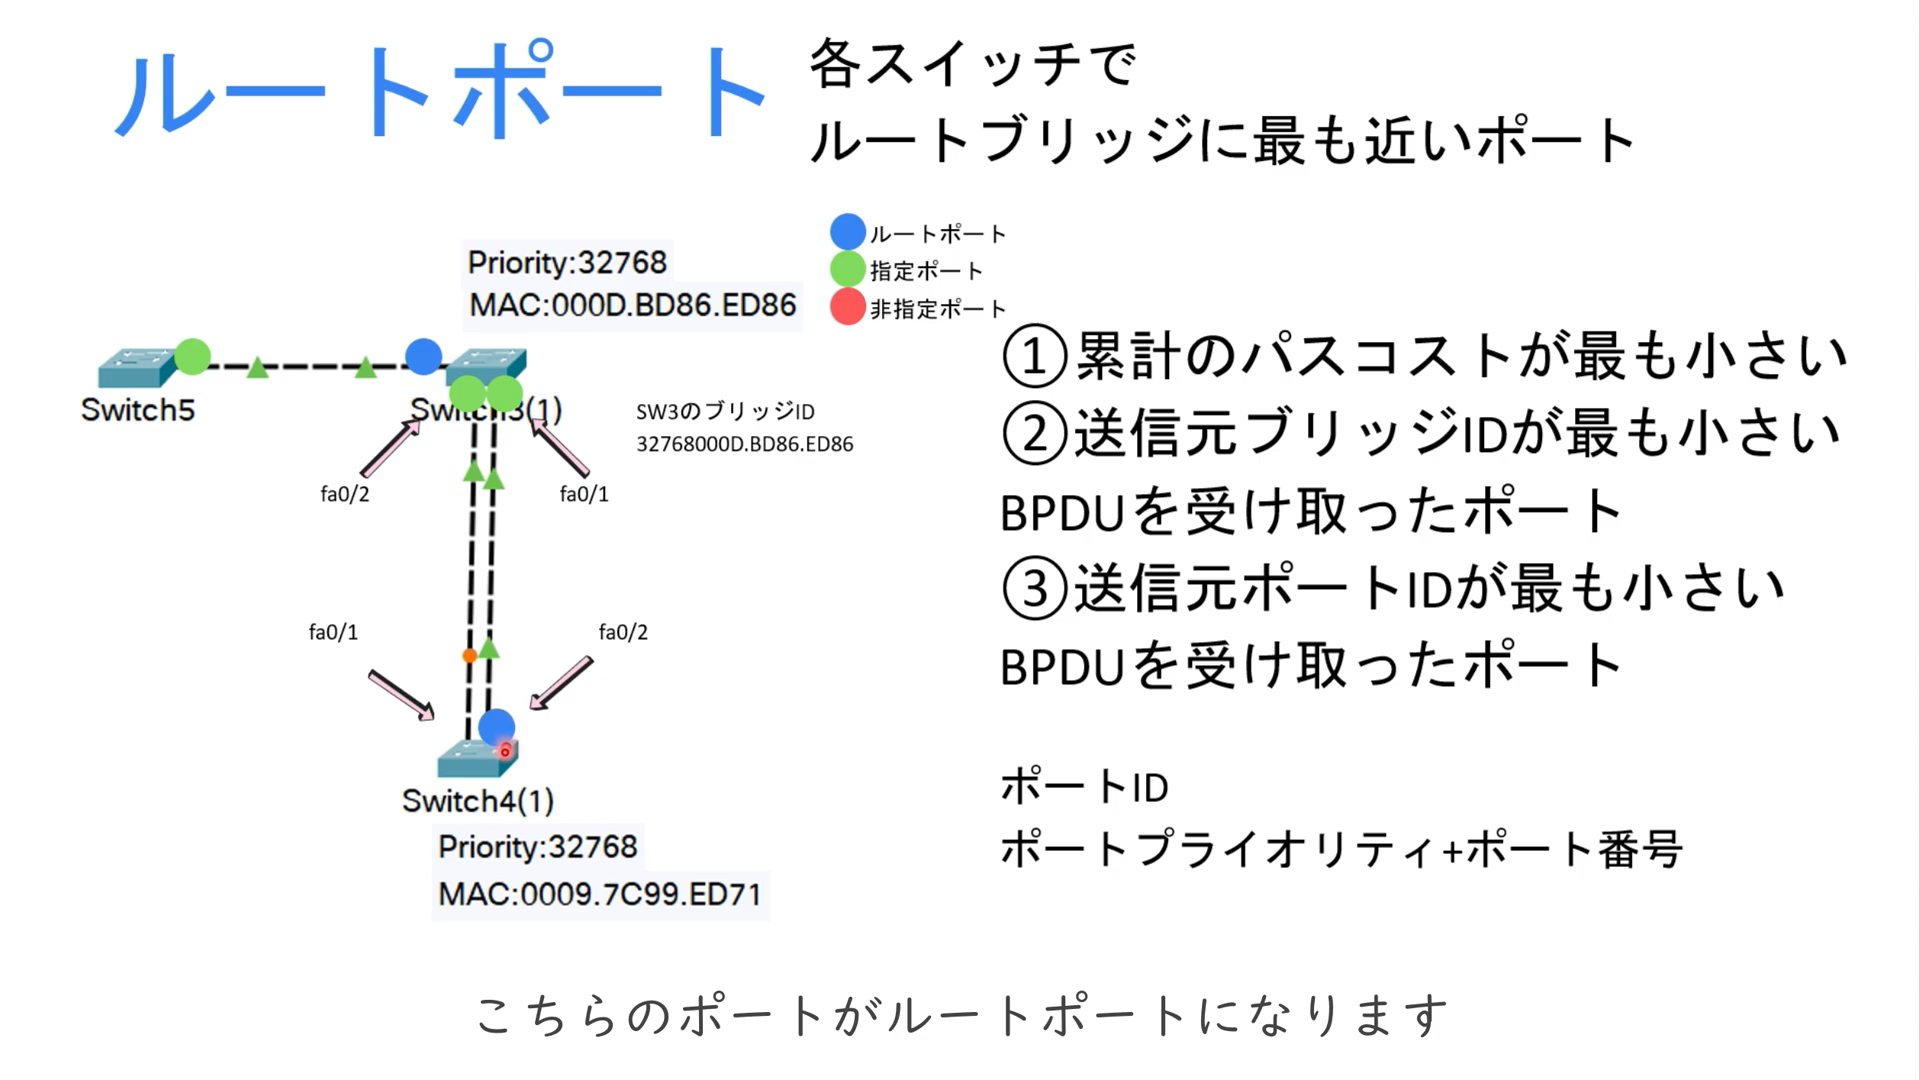 ルートポート
各スイッチで
ルートブリッジに最も近いポート
ルートポート
指定ポート
非指定ポート
Priority:32768
MAC:000D.BD86.ED86
Switch5
Switch3(1)
SW3のブリッジID
32768000D.BD86.ED86
fa0/2
fa0/1
fa0/1
fa0/2
Switch4(1)
Priority:32768
MAC:0009.7C99.ED71
①累計のパスコストが最も小さい
②送信元ブリッジIDが最も小さい
BPDUを受け取ったポート
③送信元ポートIDが最も小さい
BPDUを受け取ったポート
ポートID
ポートプライオリティ+ポート番号
こちらのポートがルートポートになります